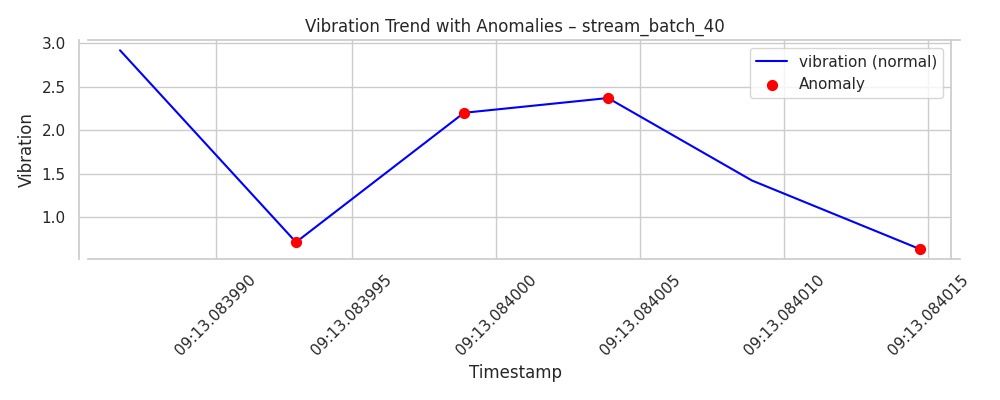 Vibration Trend with Anomalies – stream_batch_40
vibration (normal)
Anomaly
Vibration
3.0
2.5
2.0
1.5
1.0
09:13.083990
09:13.083995
09:13.084000
09:13.084005
09:13.084010
09:13.084015
Timestamp